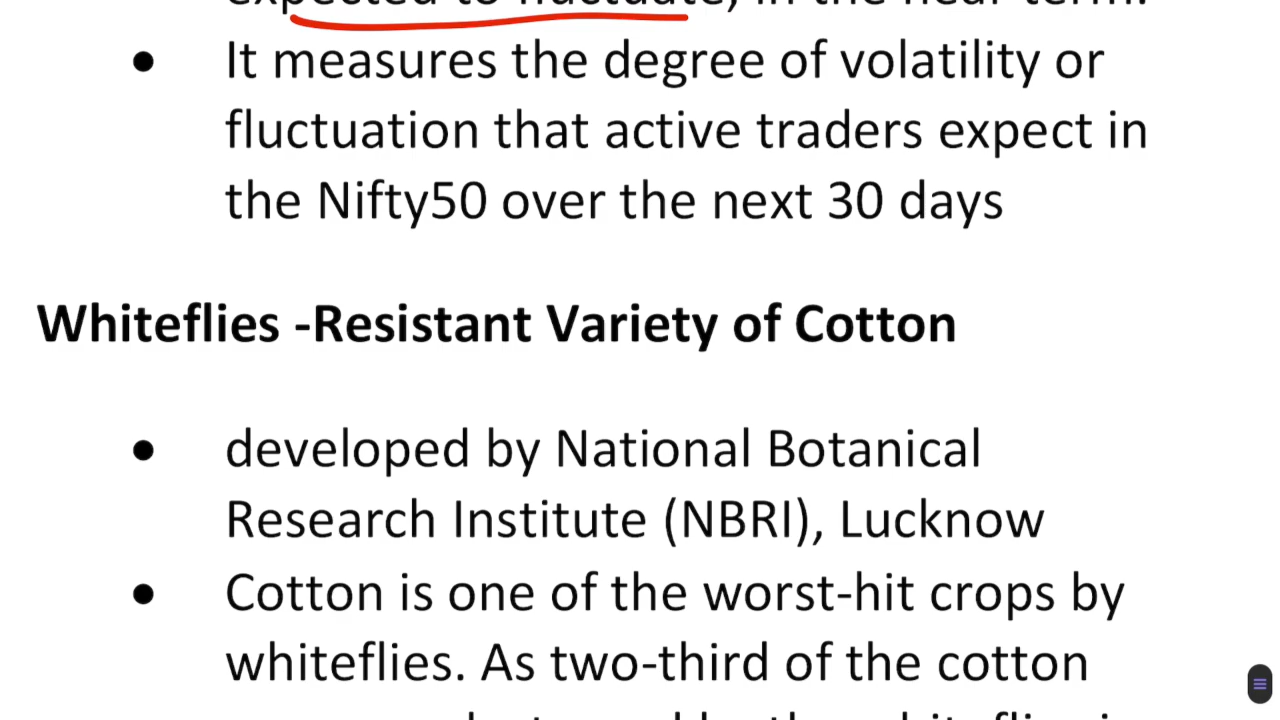 expected to fluctuate, in the near term.
• It measures the degree of volatility or
fluctuation that active traders expect in
the Nifty50 over the next 30 days
Whiteflies -Resistant Variety of Cotton
• developed by National Botanical
Research Institute (NBRI), Lucknow
• Cotton is one of the worst-hit crops by
whiteflies. As two-third of the cotton